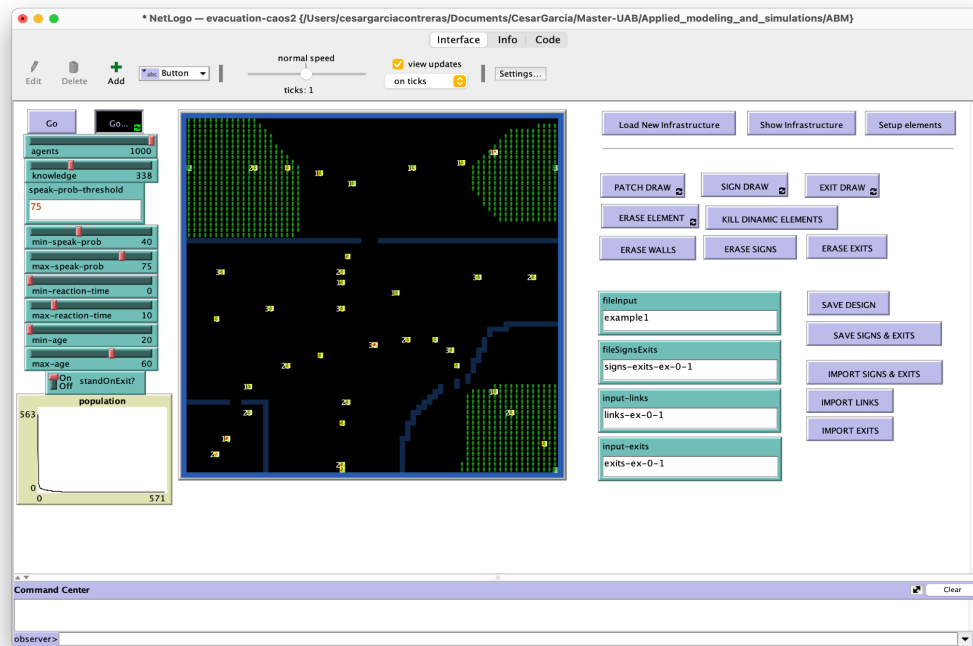 * NetLogo — evacuation-caos2 {/Users/cesargarciacontreras/Documents/CesarGarcia/Master-UAB/Applied_modeling_and_simulations/ABM}
Interface Info Code
Edit Delete Add
abc Button
normal speed
ticks: 1
view updates
on ticks
Settings...
Go Go...
agents 1000
knowledge 338
speak-prob-threshold
75
min-speak-prob 40
max-speak-prob 75
min-reaction-time 0
max-reaction-time 10
min-age 20
max-age 60
On
Off
standOnExit?
population
563
0
0 571
Load New Infrastructure Show Infrastructure Setup elements
PATCH DRAW SIGN DRAW EXIT DRAW
ERASE ELEMENT KILL DINAMIC ELEMENTS
ERASE WALLS ERASE SIGNS ERASE EXITS
fileInput
example1
fileSignsExits
signs-exits-ex-0-1
input-links
links-ex-0-1
input-exits
exits-ex-0-1
SAVE DESIGN
SAVE SIGNS & EXITS
IMPORT SIGNS & EXITS
IMPORT LINKS
IMPORT EXITS
Command Center
Clear
observer>